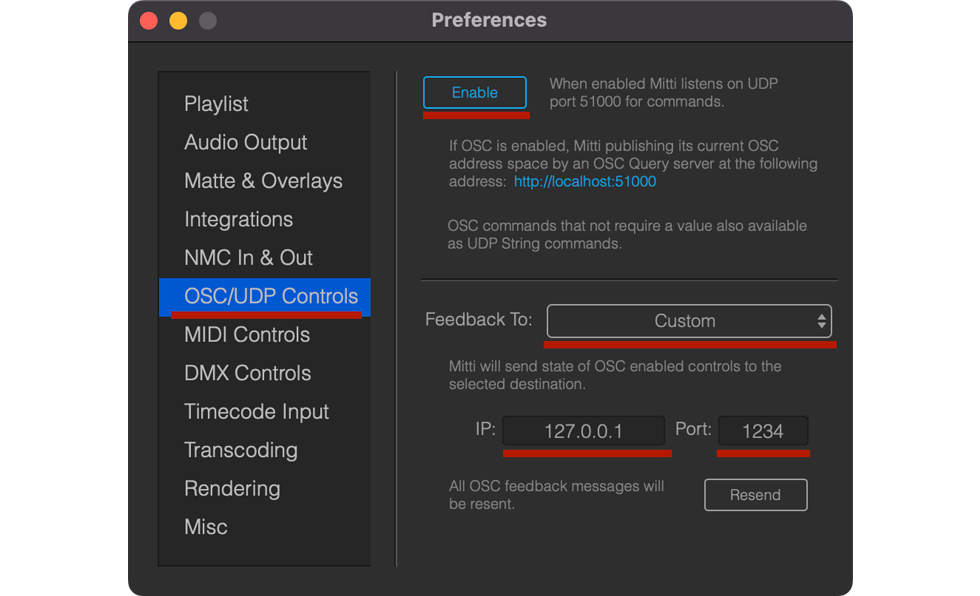 Preferences
Playlist
Audio Output
Matte & Overlays
Integrations
NMC In & Out
OSC/UDP Controls
MIDI Controls
DMX Controls
Timecode Input
Transcoding
Rendering
Misc
Enable
When enabled Mitti listens on UDP
port 51000 for commands.
If OSC is enabled, Mitti publishing its current OSC
address space by an OSC Query server at the following
address: http://localhost:51000
OSC commands that not require a value also available
as UDP String commands.
Feedback To: Custom
Mitti will send state of OSC enabled controls to the
selected destination.
IP: 127.0.0.1 Port: 1234
All OSC feedback messages will
be resent.
Resend